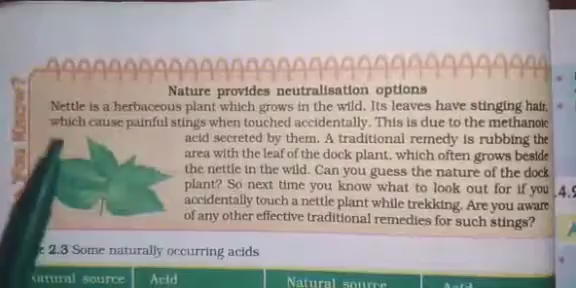 You Know?
Nature provides neutralisation options
Nettle is a herbaceous plant which grows in the wild. Its leaves have stinging hair,
which cause painful stings when touched accidentally. This is due to the methanoic
acid secreted by them. A traditional remedy is rubbing the
area with the leaf of the dock plant, which often grows beside
the nettle in the wild. Can you guess the nature of the dock
plant? So next time you know what to look out for if you
accidentally touch a nettle plant while trekking. Are you aware
of any other effective traditional remedies for such stings?
2.3 Some naturally occurring acids
Natural source Acid Natural source Acid